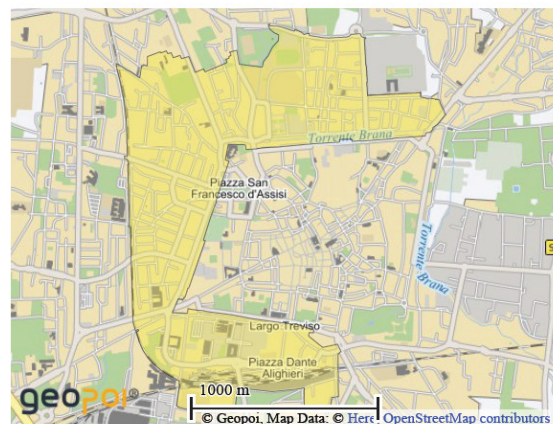 Torrente Brana
Piazza San
Francesco d'Assisi
Torrente Brana
S
Largo Treviso
Piazza Dante
Alighieri
1000 m
geopoi®
© Geopoi, Map Data: © Here OpenStreetMap contributors